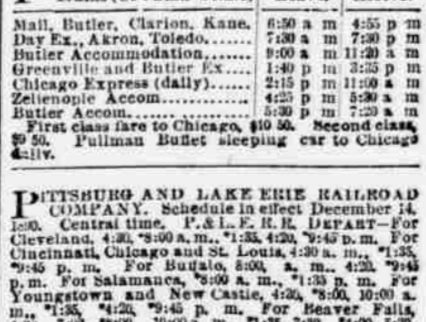 Mail, Butler, Clarion, Kane. 6:50 a m 4:55 p m
Day Ex., Akron, Toledo....... 7:30 a m 7:30 p m
Butler Accommodation....... 9:00 a m 11:20 a m
Greenville and Butler Ex.... 1:40 p m 3:35 p m
Chicago Express (daily)...... 2:15 p m 11:00 a m
Zelienople Accom............ 4:25 p m 5:30 a m
Butler Accom................ 5:30 p m 7:20 a m
First class fare to Chicago, $10 50. Second class,
$9 50. Pullman Buffet sleeping car to Chicago
daily.
PITTSBURG AND LAKE ERIE RAILROAD
COMPANY. Schedule in effect December 14,
1890. Central time. P. & L. E. R. R. DEPART—For
Cleveland, 4:30, *8:00 a. m., *1:35, 4:20, *9:45 p. m. For
Cincinnati, Chicago and St. Louis, 4:30 a. m., *1:35,
*9:45 p. m. For Buffalo, 8:00, a. m., 4:20, *9:45
p. m. For Salamanca, *8:00 a. m., *1:35, p. m. For
Youngstown and New Castle, 4:30, *8:00, 10:00 a.
m., *1:35, *4:20, *9:45 p. m. For Beaver Falls,